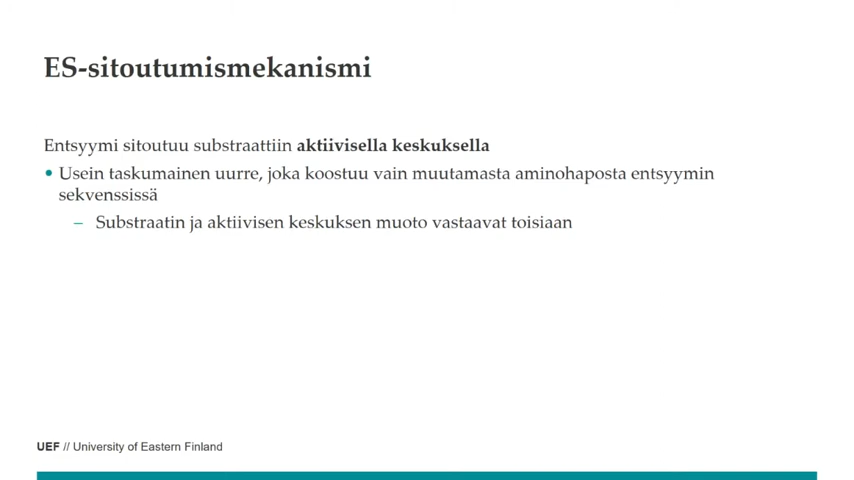 ES-sitoutumismekanismi
Entsyymi sitoutuu substraattiin aktiivisella keskuksella
• Usein taskumainen uurre, joka koostuu vain muutamasta aminohaposta entsyymin
sekvenssissä
– Substraatin ja aktiivisen keskuksen muoto vastaavat toisiaan
UEF // University of Eastern Finland